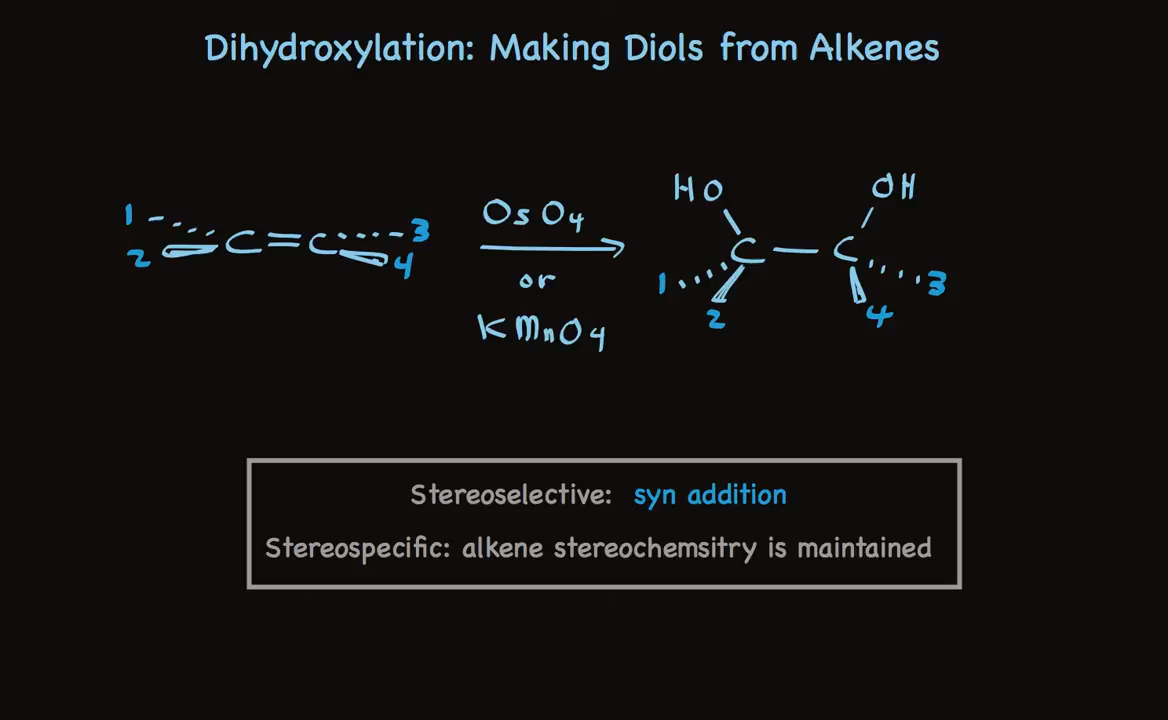 Dihydroxylation: Making Diols from Alkenes
HO OH
1 C=C 3 OsO4 C—C
2 4 or 1 3
KMnO4 2 4
Stereoselective: syn addition
Stereospecific: alkene stereochemsitry is maintained